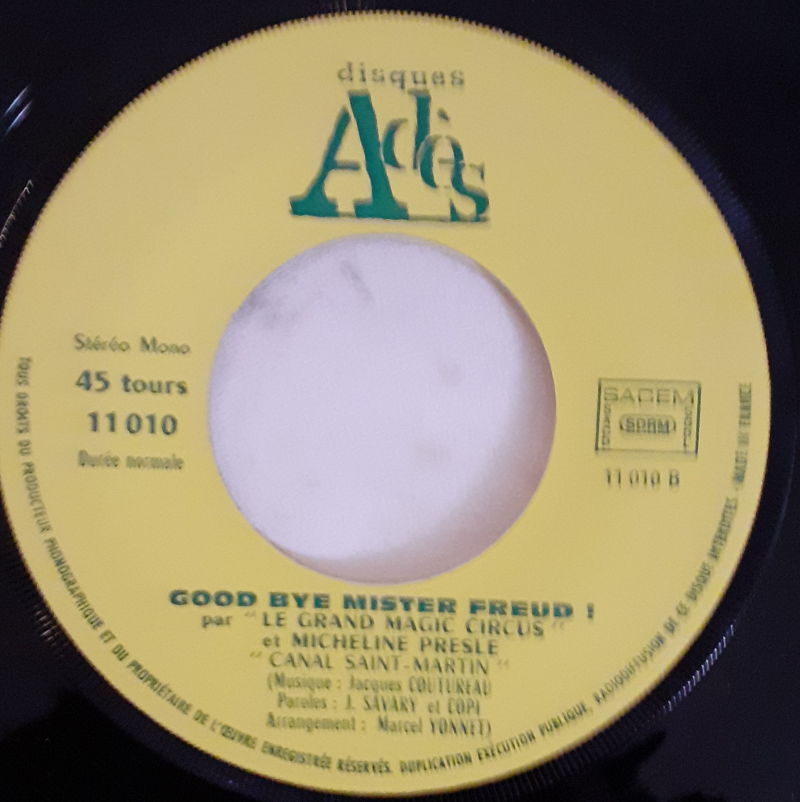 disques
Adès
Stéréo Mono
45 tours
11 010
Durée normale
SACEM
SACD
SDRM
SGDL
11 010 B
GOOD BYE MISTER FREUD !
par " LE GRAND MAGIC CIRCUS "
et MICHELINE PRESLE
" CANAL SAINT-MARTIN "
(Musique : Jacques COUTUREAU
Paroles : J. SAVARY et COPI
Arrangement : Marcel YONNET)
TOUS DROITS DU PRODUCTEUR PHONOGRAPHIQUE ET DU PROPRIÉTAIRE DE L'ŒUVRE ENREGISTRÉE RÉSERVÉS. DUPLICATION EXÉCUTION PUBLIQUE, RADIODIFFUSION DE CE DISQUE INTERDITES - MADE IN FRANCE